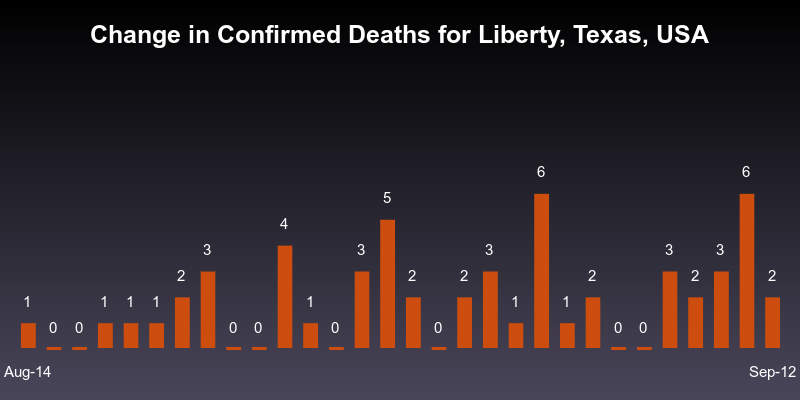 Change in Confirmed Deaths for Liberty, Texas, USA
1 0 0 1 1 1 2 3 0 0 4 1 0 3 5 2 0 2 3 1 6 1 2 0 0 3 2 3 6 2
Aug-14 Sep-12